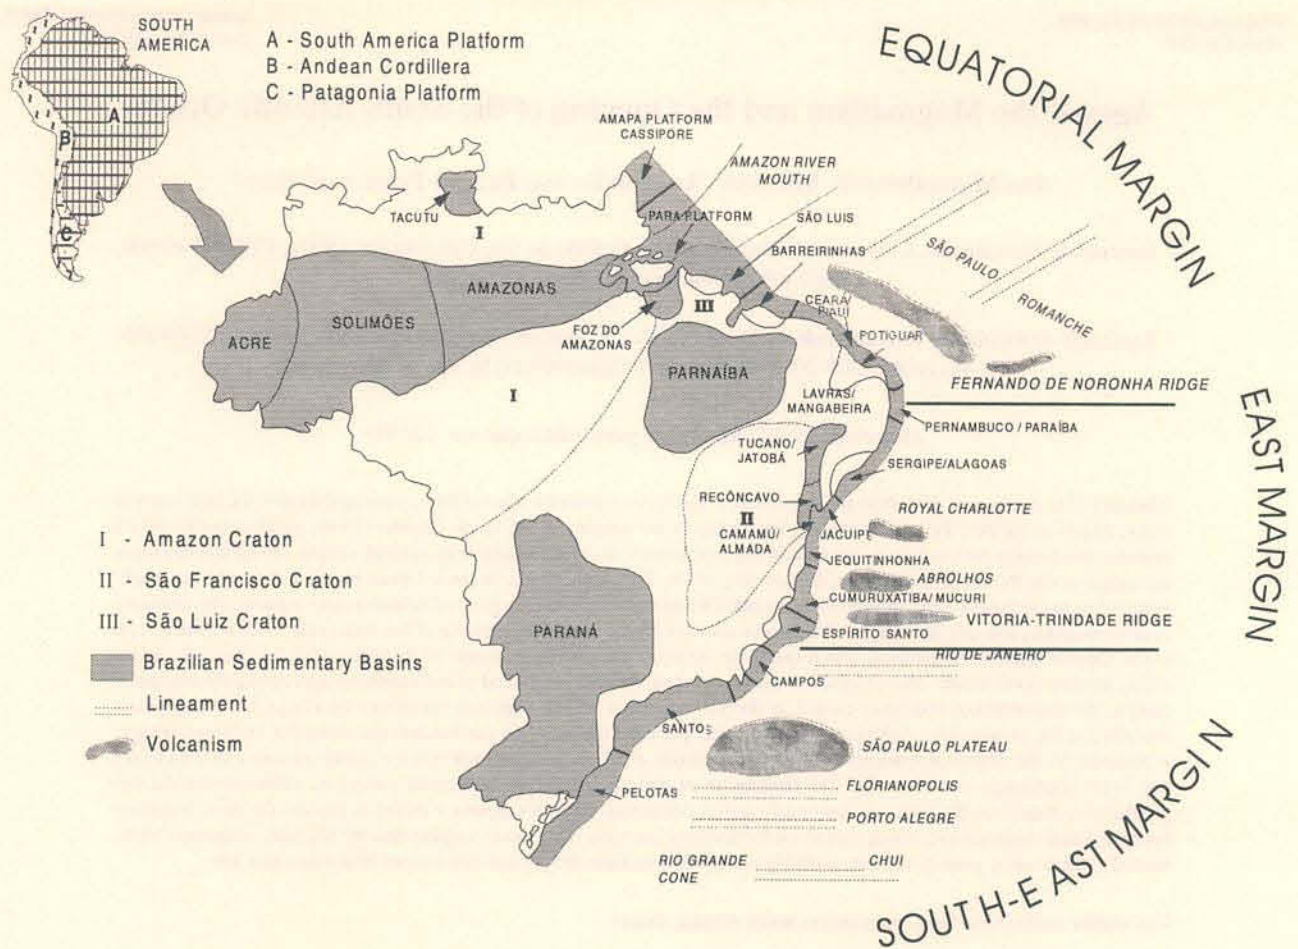 SOUTH
AMERICA
A - South America Platform
B - Andean Cordillera
C - Patagonia Platform
A
B
C
EQUATORIAL MARGIN
AMAPA PLATFORM
CASSIPORE
AMAZON RIVER
MOUTH
TACUTU
I
PARA PLATFORM
SÃO LUIS
BARREIRINHAS
SÃO PAULO
ROMANCHE
AMAZONAS
SOLIMÕES
ACRE
FOZ DO
AMAZONAS
III
CEARÁ/
PIAUÍ
POTIGUAR
PARNAÍBA
I
LAVRAS/
MANGABEIRA
FERNANDO DE NORONHA RIDGE
PERNAMBUCO / PARAÍBA
EAST MARGIN
TUCANO/
JATOBÁ
SERGIPE/ALAGOAS
RECÔNCAVO
II
ROYAL CHARLOTTE
CAMAMÚ/
ALMADA
JACUIPE
JEQUITINHONHA
ABROLHOS
CUMURUXATIBA/ MUCURI
VITORIA-TRINDADE RIDGE
ESPÍRITO SANTO
RIO DE JANEIRO
I - Amazon Craton
II - São Francisco Craton
III - São Luiz Craton
Brazilian Sedimentary Basins
Lineament
Volcanism
PARANÁ
CAMPOS
SANTOS
SÃO PAULO PLATEAU
PELOTAS
FLORIANOPOLIS
PORTO ALEGRE
RIO GRANDE
CONE
CHUI
SOUTH-EAST MARGIN